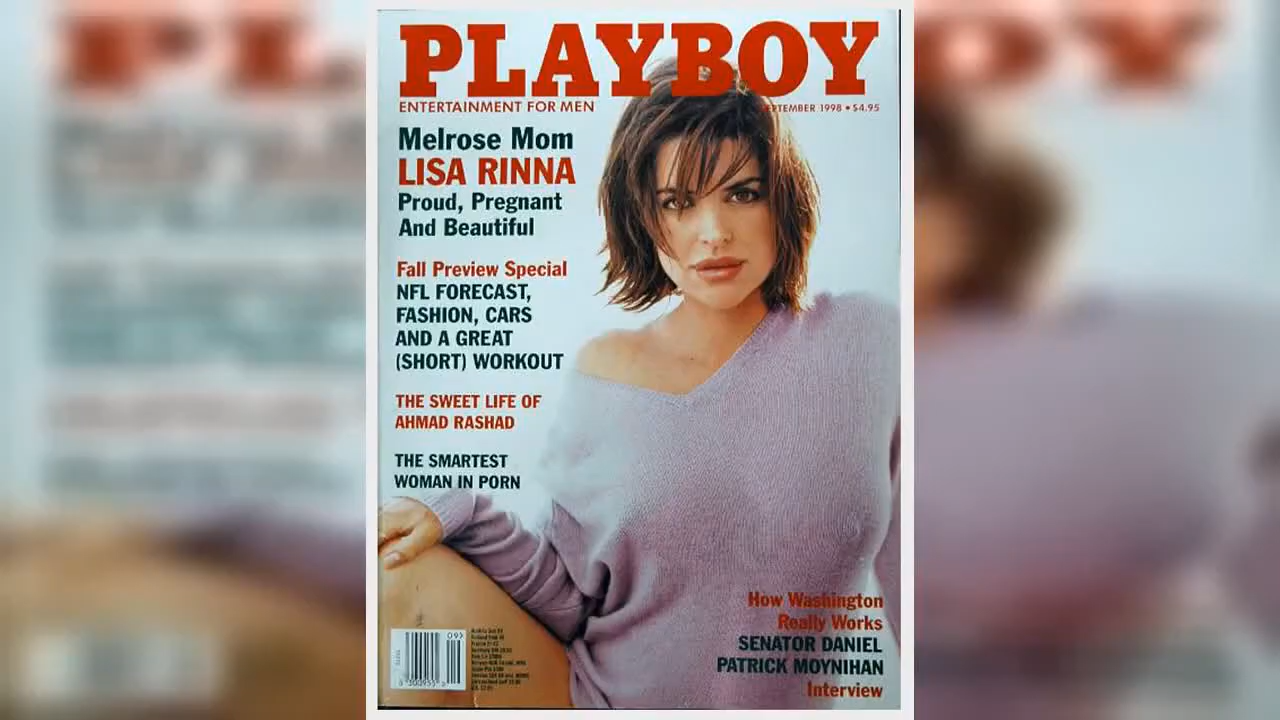 PLAYBOY
ENTERTAINMENT FOR MEN
SEPTEMBER 1998 • $4.95
Melrose Mom
LISA RINNA
Proud, Pregnant
And Beautiful
Fall Preview Special
NFL FORECAST,
FASHION, CARS
AND A GREAT
(SHORT) WORKOUT
THE SWEET LIFE OF
AHMAD RASHAD
THE SMARTEST
WOMAN IN PORN
How Washington
Really Works
SENATOR DANIEL
PATRICK MOYNIHAN
Interview
09